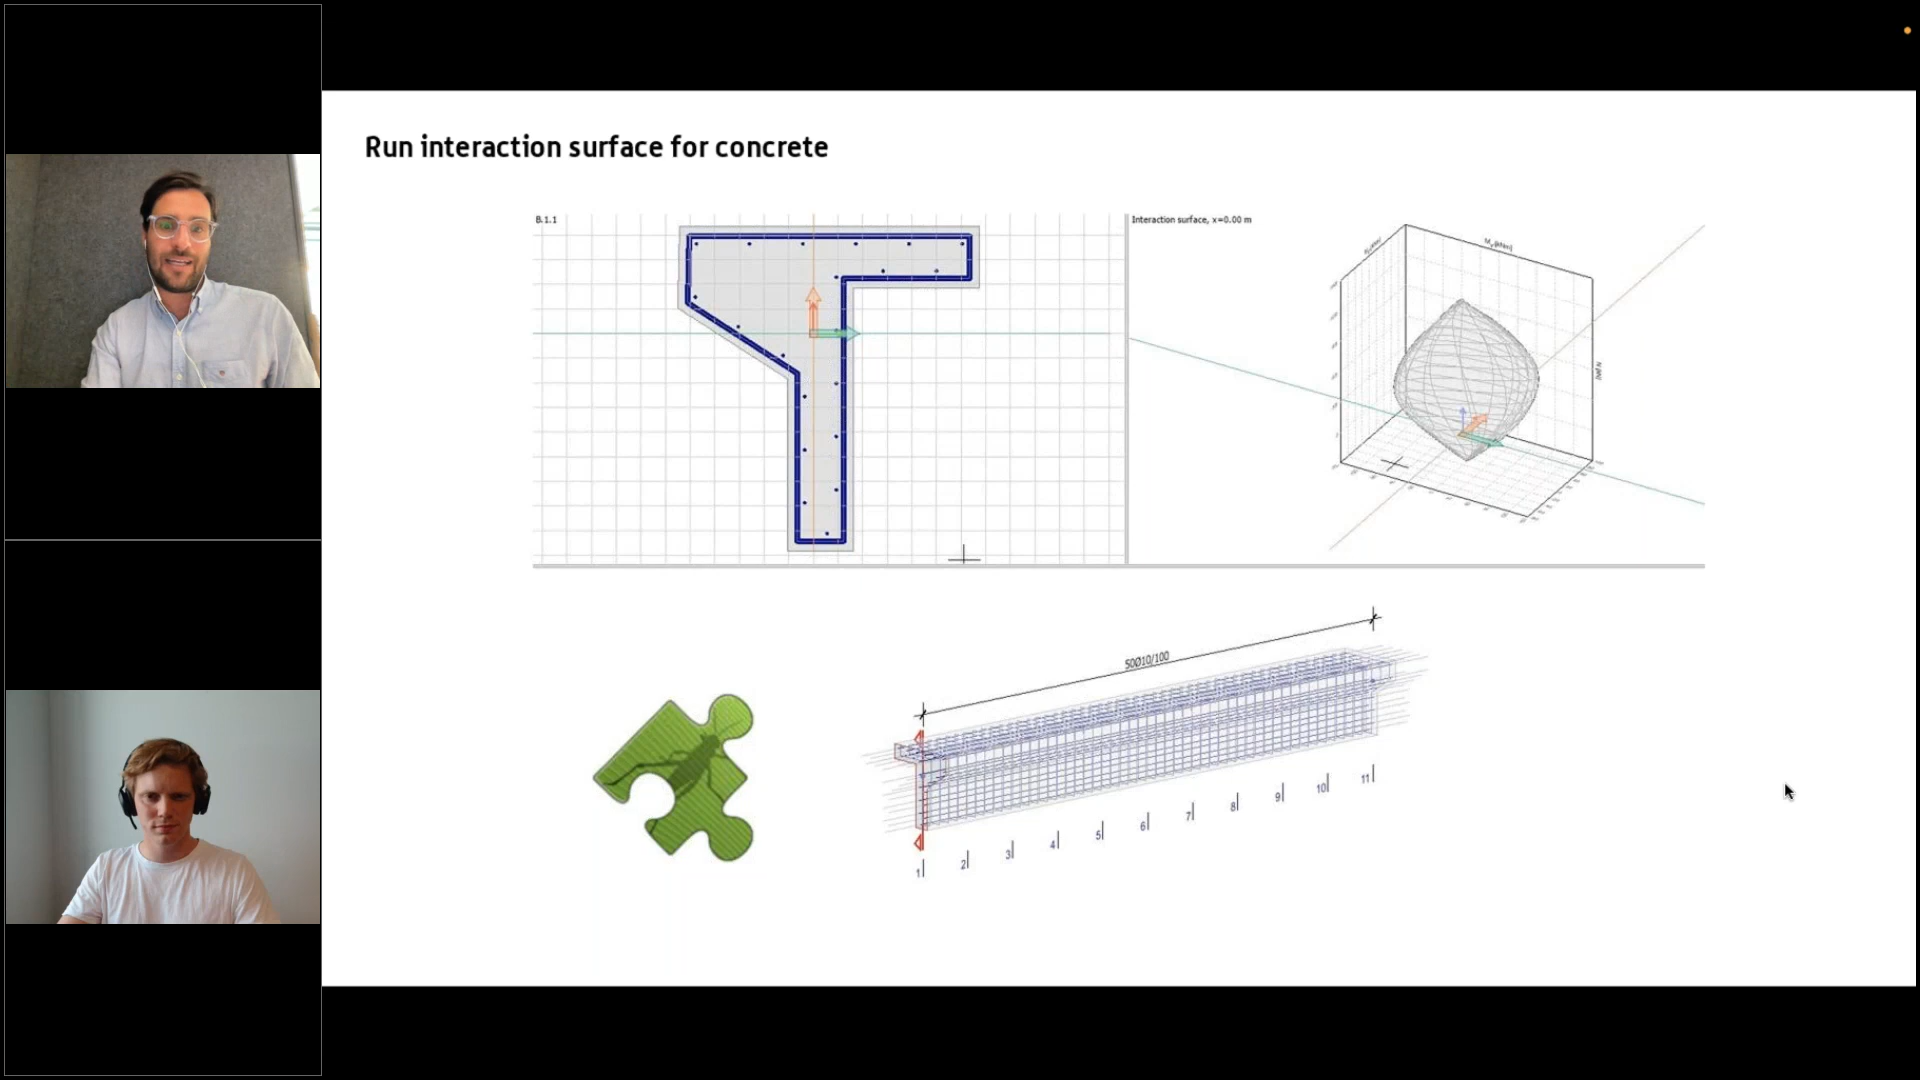 Run interaction surface for concrete
B.1.1
Interaction surface, x=0.00 m
50Ø10/100
1
2
3
4
5
6
7
8
9
10
11